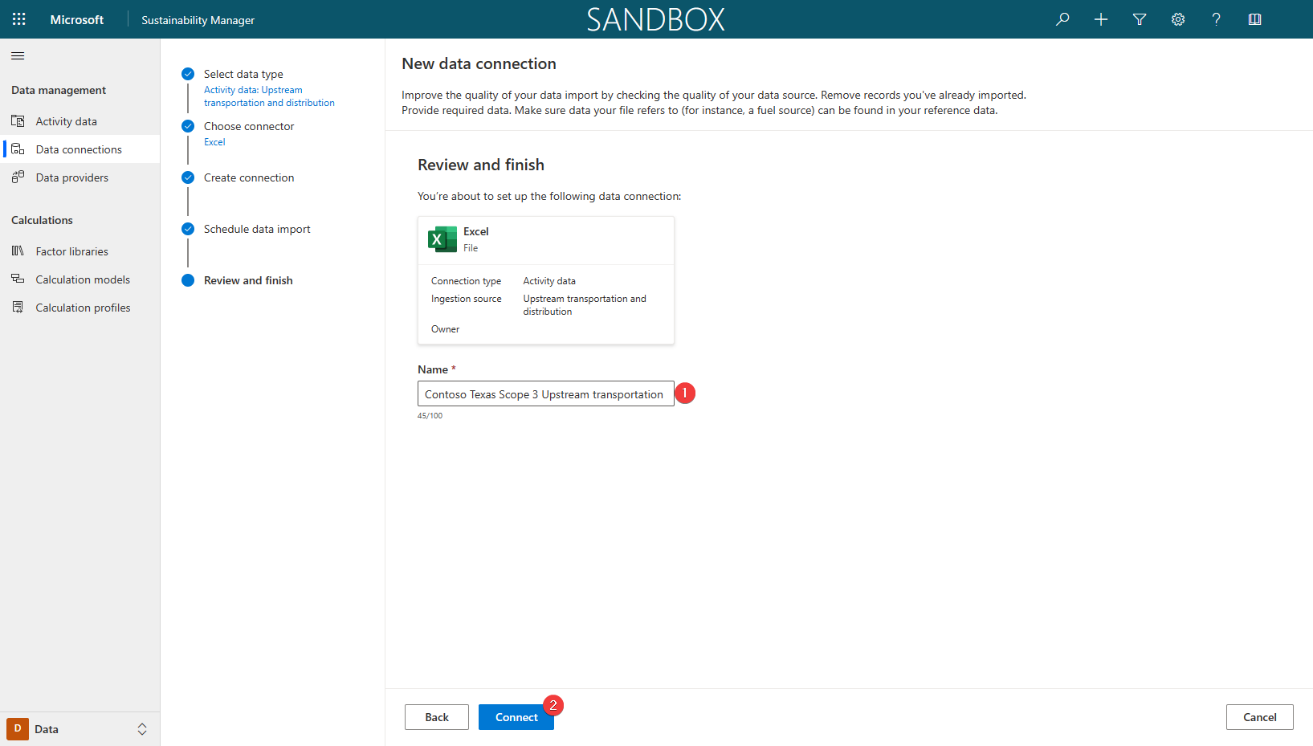 Microsoft
Sustainability Manager
SANDBOX
Data management
Activity data
Data connections
Data providers
Calculations
Factor libraries
Calculation models
Calculation profiles
D
Data
Select data type
Activity data: Upstream
transportation and distribution
Choose connector
Excel
Create connection
Schedule data import
Review and finish
New data connection
Improve the quality of your data import by checking the quality of your data source. Remove records you've already imported.
Provide required data. Make sure data your file refers to (for instance, a fuel source) can be found in your reference data.
Review and finish
You're about to set up the following data connection:
Excel
File
Connection type Activity data
Ingestion source Upstream transportation and
distribution
Owner
Name *
Contoso Texas Scope 3 Upstream transportation
1
45/100
Back
Connect
2
Cancel